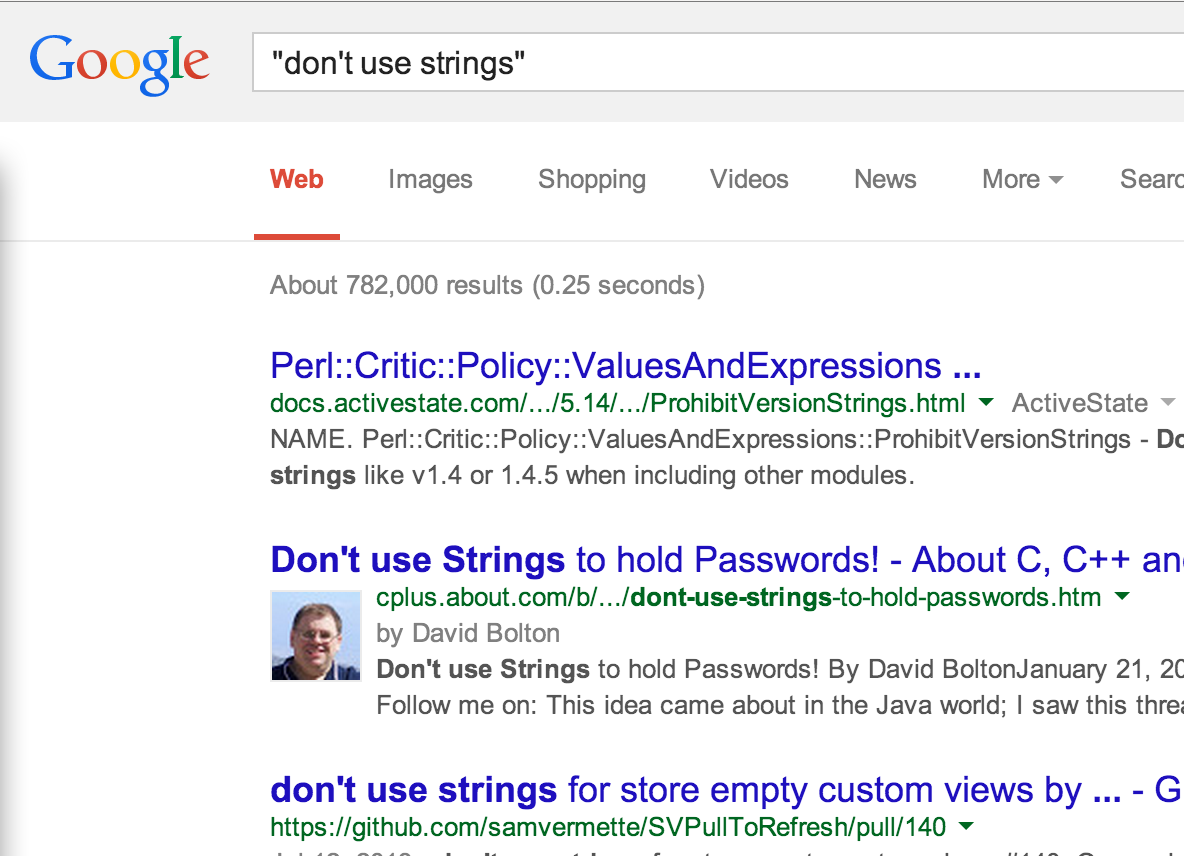 Google
"don't use strings"
Web Images Shopping Videos News More
About 782,000 results (0.25 seconds)
Perl::Critic::Policy::ValuesAndExpressions ...
docs.activestate.com/.../5.14/.../ProhibitVersionStrings.html ActiveState
NAME. Perl::Critic::Policy::ValuesAndExpressions::ProhibitVersionStrings -
strings like v1.4 or 1.4.5 when including other modules.
Don't use Strings to hold Passwords! - About C, C++
cplus.about.com/b/.../dont-use-strings-to-hold-passwords.htm
by David Bolton
Don't use Strings to hold Passwords! By David BoltonJanuary 21,
Follow me on: This idea came about in the Java world; I saw this
don't use strings for store empty custom views by ... -
https://github.com/samvermette/SVPullToRefresh/pull/140